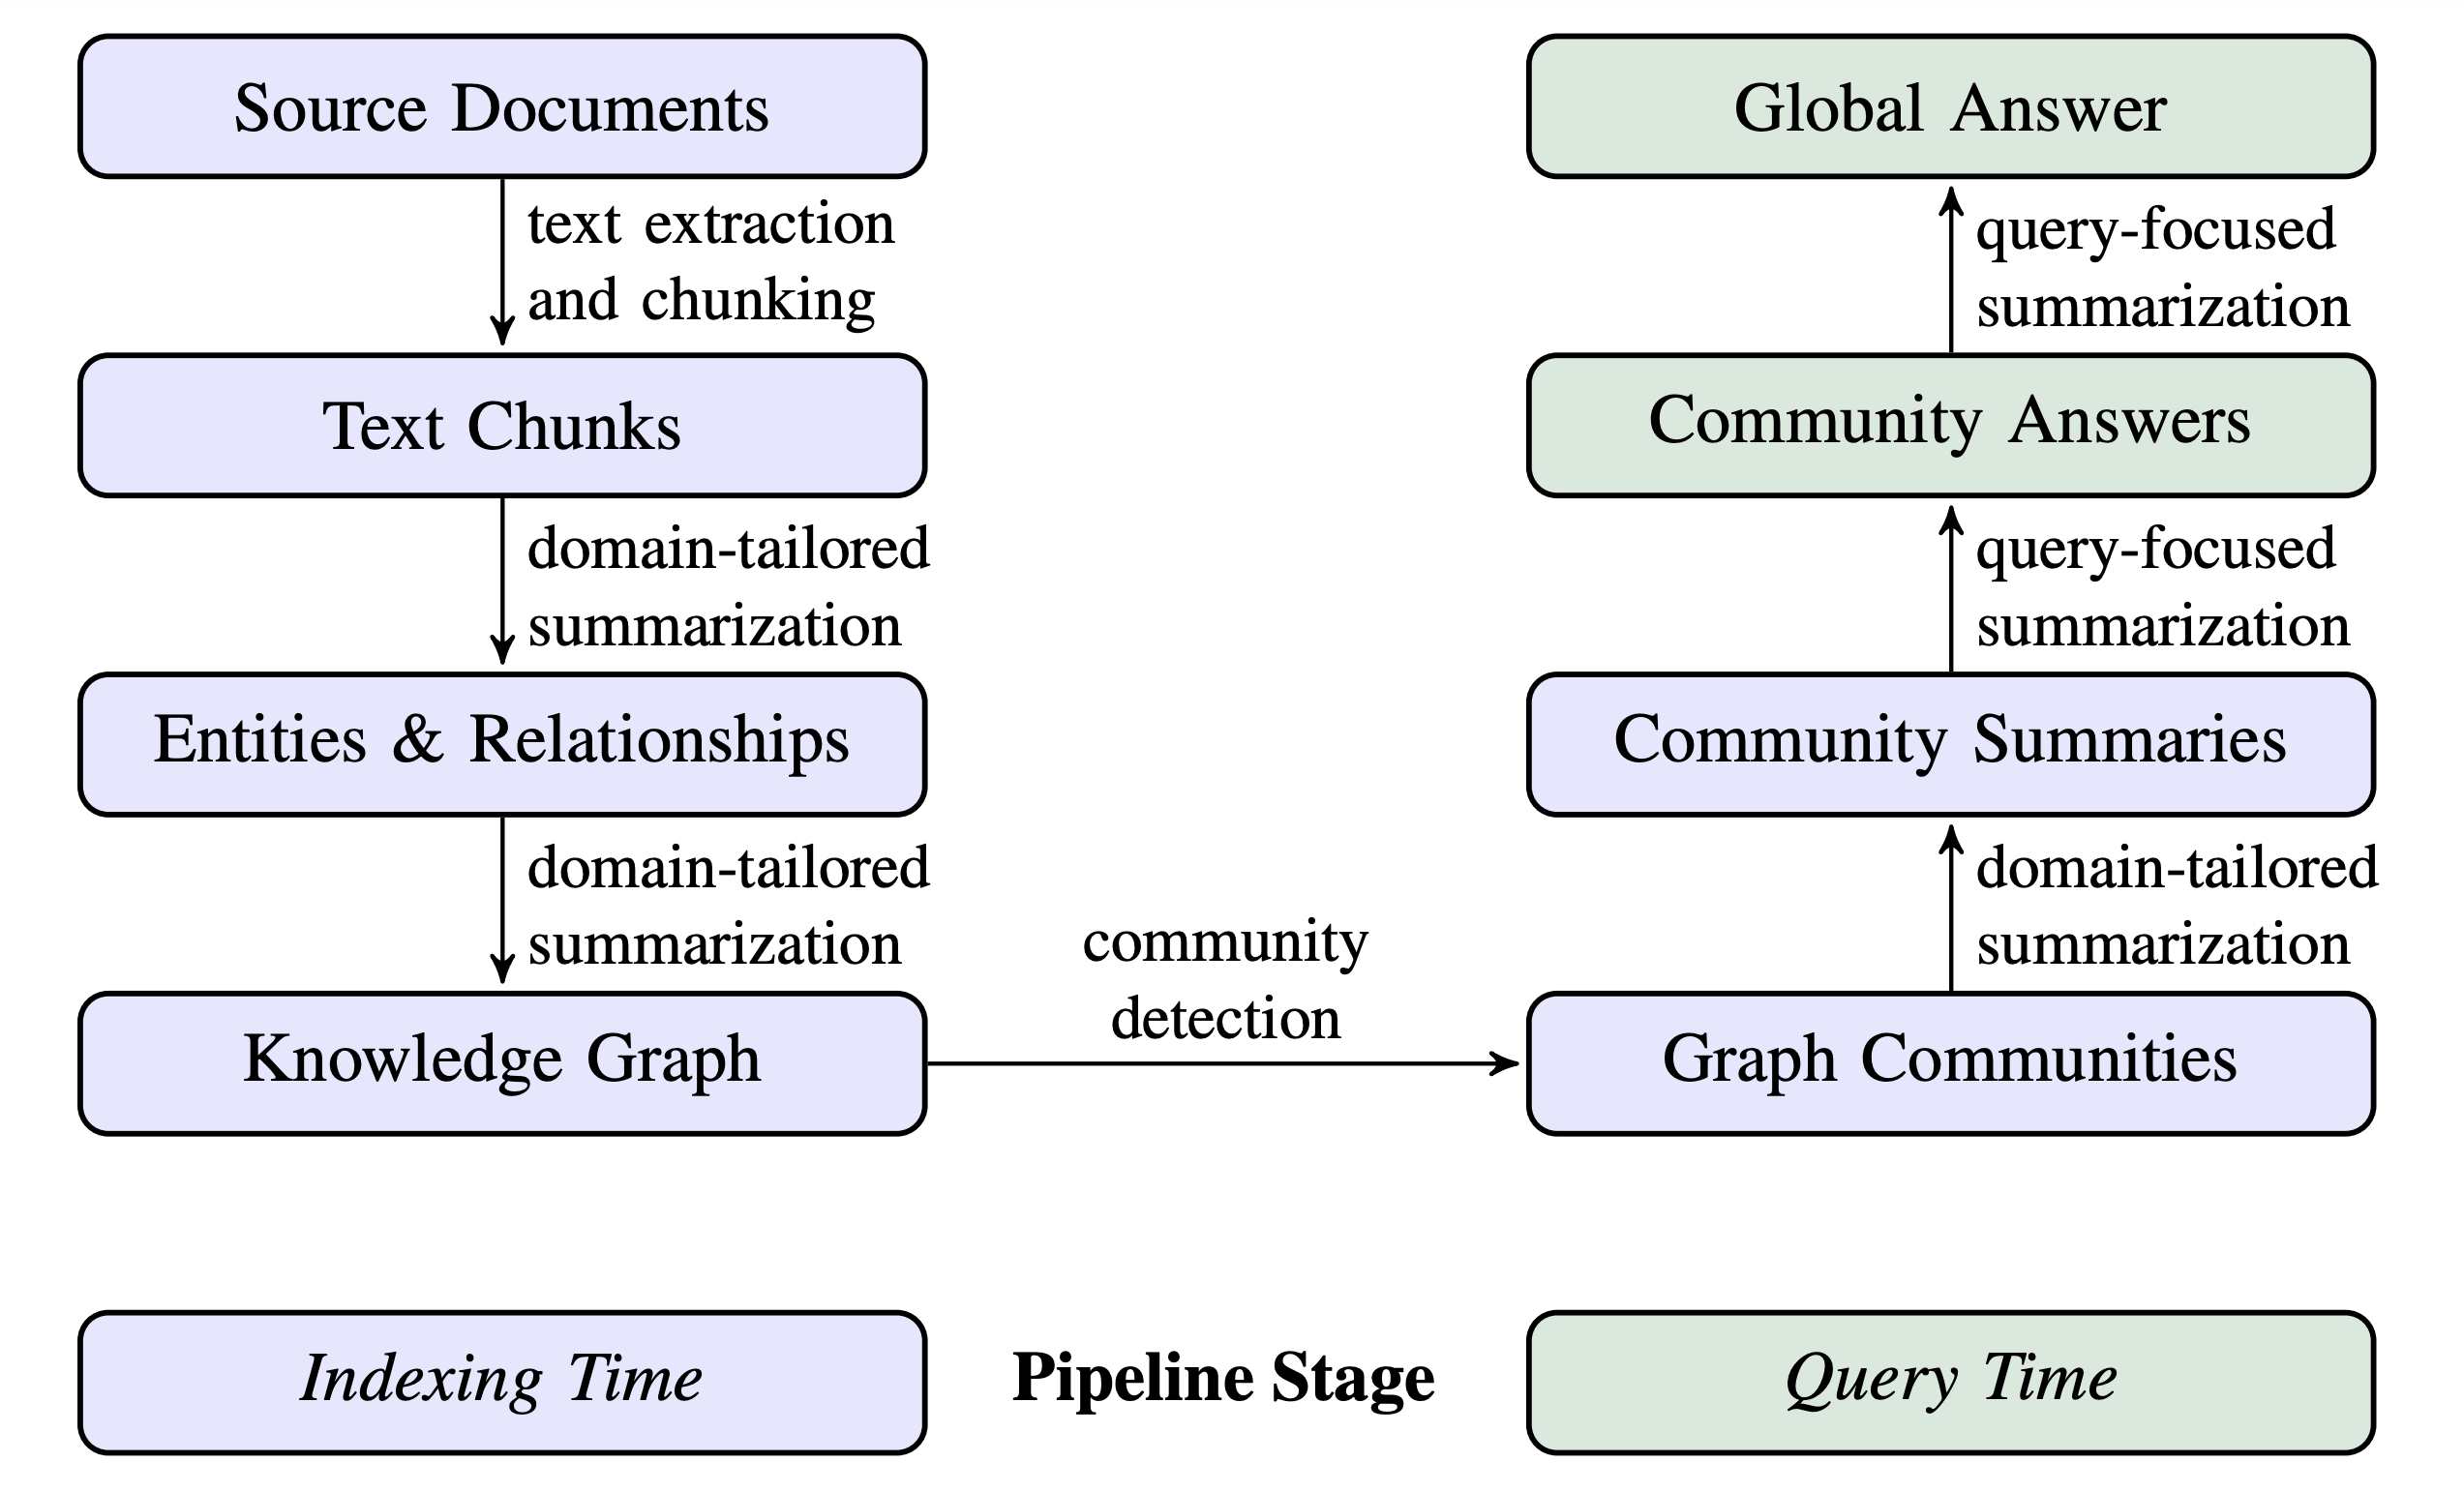 Source Documents
text extraction
and chunking
Text Chunks
domain-tailored
summarization
Entities & Relationships
domain-tailored
summarization
Knowledge Graph
community
detection
Graph Communities
domain-tailored
summarization
Community Summaries
query-focused
summarization
Community Answers
query-focused
summarization
Global Answer
Indexing Time
Pipeline Stage
Query Time